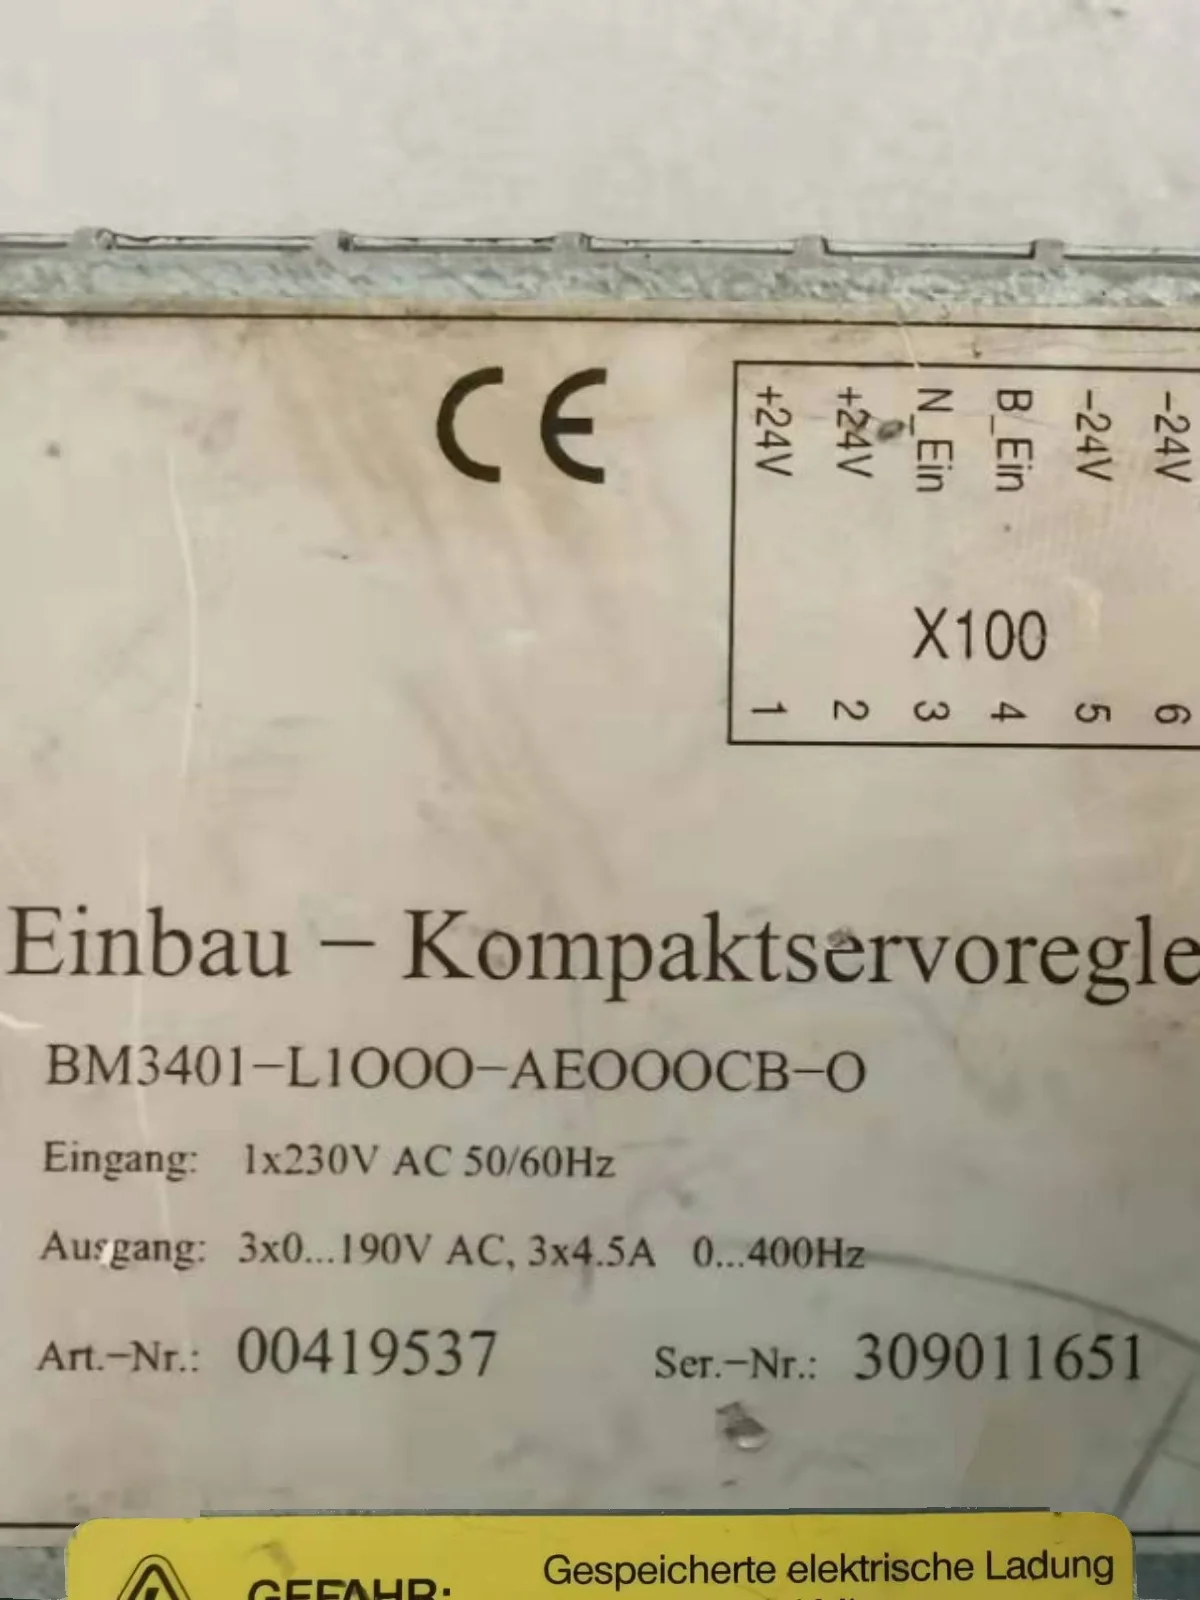 CE
+24V +24V N_Ein B_Ein -24V -24V
X100
1 2 3 4 5 6
Einbau – Kompaktservoregle
BM3401-L1OOO-AEOOOCB-O
Eingang: 1x230V AC 50/60Hz
Ausgang: 3x0...190V AC, 3x4.5A 0...400Hz
Art.-Nr.: 00419537 Ser.-Nr.: 309011651
Gespeicherte elektrische Ladung
GEFAHR: